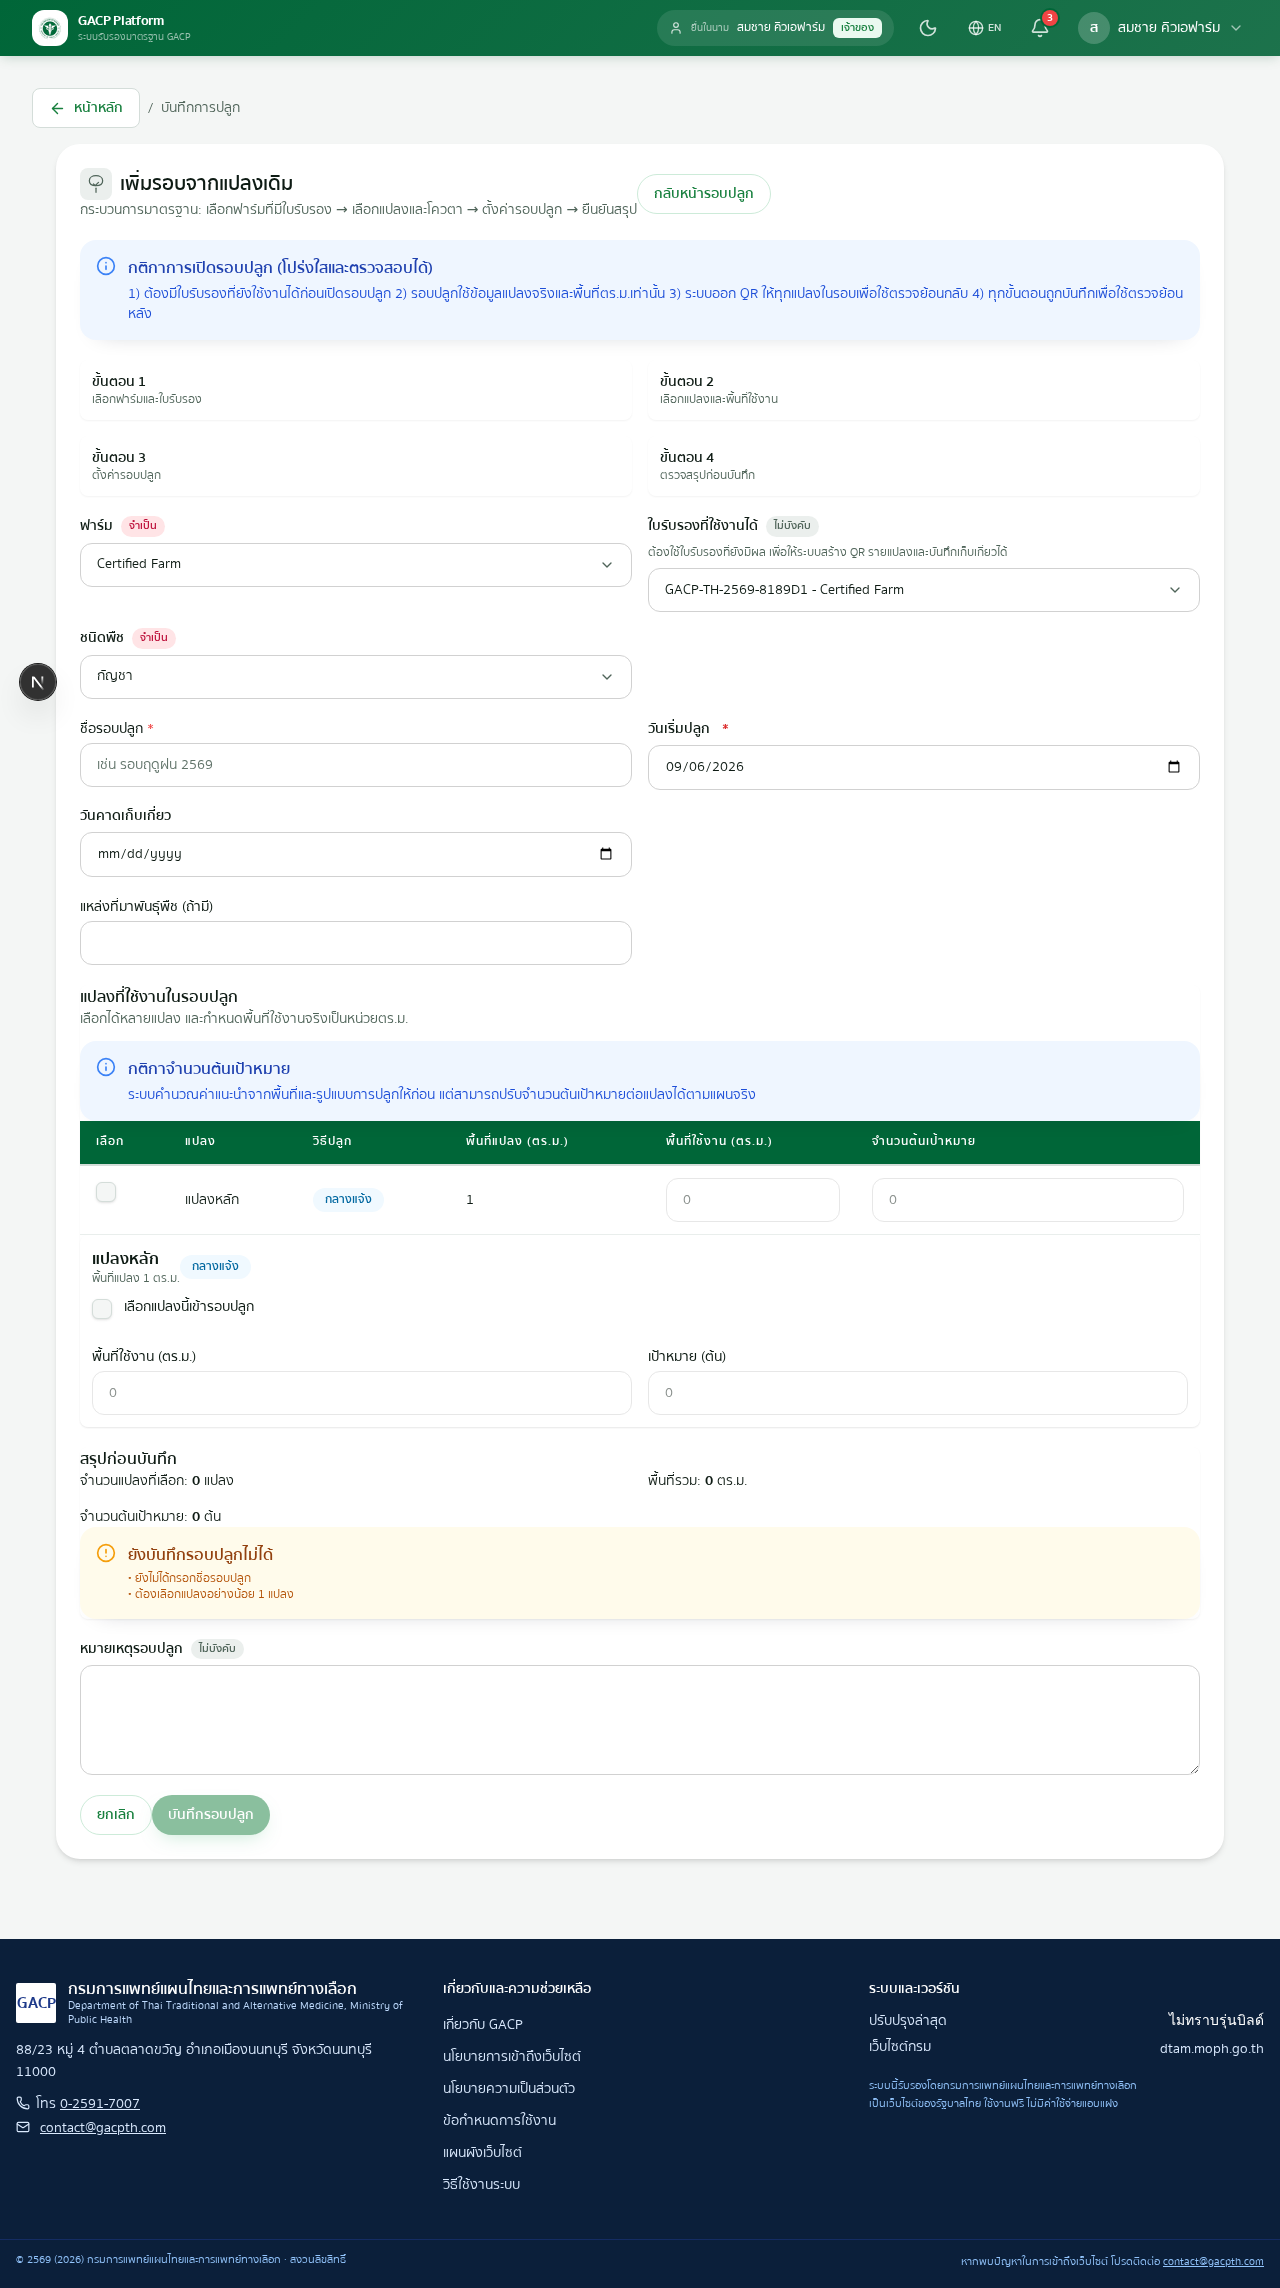 GACP Platform
ระบบรับรองมาตรฐาน GACP
ยื่นในนาม สมชาย คิวเอฟาร์ม เจ้าของ
EN
3
ส สมชาย คิวเอฟาร์ม
หน้าหลัก / บันทึกการปลูก
เพิ่มรอบจากแปลงเดิม
กระบวนการมาตรฐาน: เลือกฟาร์มที่มีใบรับรอง → เลือกแปลงและโควตา → ตั้งค่ารอบปลูก → ยืนยันสรุป
กลับหน้ารอบปลูก
กติกาการเปิดรอบปลูก (โปร่งใสและตรวจสอบได้)
1) ต้องมีใบรับรองที่ยังใช้งานได้ก่อนเปิดรอบปลูก 2) รอบปลูกใช้ข้อมูลแปลงจริงและพื้นที่ตร.ม.เท่านั้น 3) ระบบออก QR ให้ทุกแปลงในรอบเพื่อใช้ตรวจย้อนกลับ 4) ทุกขั้นตอนถูกบันทึกเพื่อใช้ตรวจย้อน
หลัง
ขั้นตอน 1
เลือกฟาร์มและใบรับรอง
ขั้นตอน 2
เลือกแปลงและพื้นที่ใช้งาน
ขั้นตอน 3
ตั้งค่ารอบปลูก
ขั้นตอน 4
ตรวจสรุปก่อนบันทึก
ฟาร์ม จำเป็น
Certified Farm
ใบรับรองที่ใช้งานได้ ไม่บังคับ
ต้องใช้ใบรับรองที่ยังมีผล เพื่อให้ระบบสร้าง QR รายแปลงและบันทึกเก็บเกี่ยวได้
GACP-TH-2569-8189D1 - Certified Farm
ชนิดพืช จำเป็น
กัญชา
N
ชื่อรอบปลูก *
เช่น รอบฤดูฝน 2569
วันเริ่มปลูก *
09/06/2026
วันคาดเก็บเกี่ยว
mm/dd/yyyy
แหล่งที่มาพันธุ์พืช (ถ้ามี)
แปลงที่ใช้งานในรอบปลูก
เลือกได้หลายแปลง และกำหนดพื้นที่ใช้งานจริงเป็นหน่วยตร.ม.
กติกาจำนวนต้นเป้าหมาย
ระบบคำนวณค่าแนะนำจากพื้นที่และรูปแบบการปลูกให้ก่อน แต่สามารถปรับจำนวนต้นเป้าหมายต่อแปลงได้ตามแผนจริง
เลือก แปลง วิธีปลูก พื้นที่แปลง (ตร.ม.) พื้นที่ใช้งาน (ตร.ม.) จำนวนต้นเป้าหมาย
แปลงหลัก กลางแจ้ง 1 0 0
แปลงหลัก
พื้นที่แปลง 1 ตร.ม.
กลางแจ้ง
เลือกแปลงนี้เข้ารอบปลูก
พื้นที่ใช้งาน (ตร.ม.)
0
เป้าหมาย (ต้น)
0
สรุปก่อนบันทึก
จำนวนแปลงที่เลือก: 0 แปลง
พื้นที่รวม: 0 ตร.ม.
จำนวนต้นเป้าหมาย: 0 ต้น
ยังบันทึกรอบปลูกไม่ได้
• ยังไม่ได้กรอกชื่อรอบปลูก
• ต้องเลือกแปลงอย่างน้อย 1 แปลง
หมายเหตุรอบปลูก ไม่บังคับ
ยกเลิก บันทึกรอบปลูก
GACP
กรมการแพทย์แผนไทยและการแพทย์ทางเลือก
Department of Thai Traditional and Alternative Medicine, Ministry of
Public Health
88/23 หมู่ 4 ตำบลตลาดขวัญ อำเภอเมืองนนทบุรี จังหวัดนนทบุรี
11000
โทร 0-2591-7007
contact@gacpth.com
เกี่ยวกับและความช่วยเหลือ
เกี่ยวกับ GACP
นโยบายการเข้าถึงเว็บไซต์
นโยบายความเป็นส่วนตัว
ข้อกำหนดการใช้งาน
แผนผังเว็บไซต์
วิธีใช้งานระบบ
ระบบและเวอร์ชัน
ปรับปรุงล่าสุด ไม่ทราบรุ่นบิลด์
เว็บไซต์กรม dtam.moph.go.th
ระบบนี้รับรองโดยกรมการแพทย์แผนไทยและการแพทย์ทางเลือก
เป็นเว็บไซต์ของรัฐบาลไทย ใช้งานฟรี ไม่มีค่าใช้จ่ายแอบแฝง
© 2569 (2026) กรมการแพทย์แผนไทยและการแพทย์ทางเลือก · สงวนลิขสิทธิ์
หากพบปัญหาในการเข้าถึงเว็บไซต์ โปรดติดต่อ contact@gacpth.com